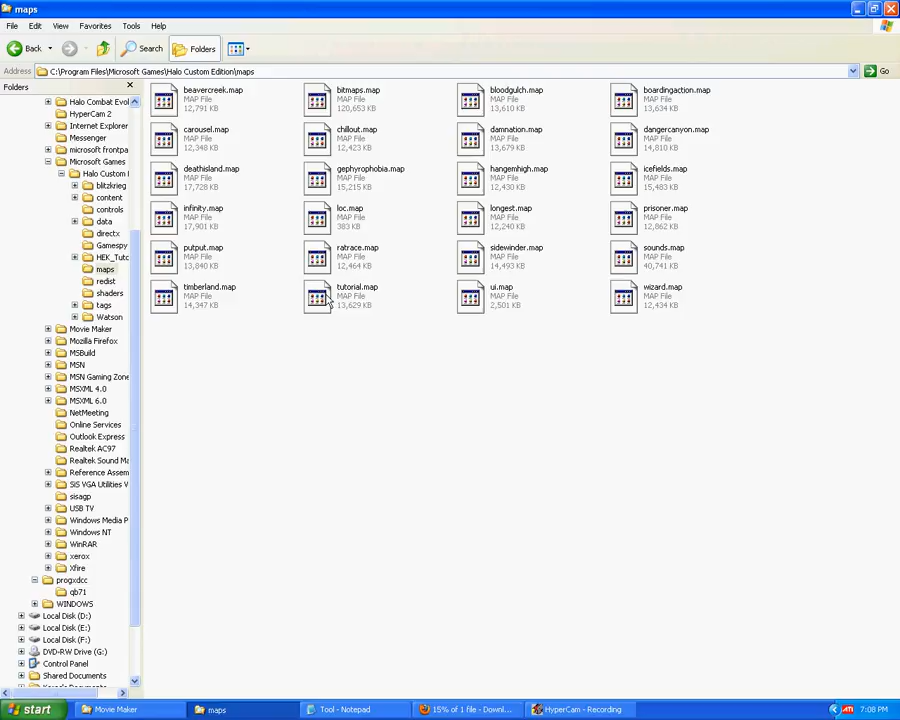 maps
File Edit View Favorites Tools Help
Back Search Folders
Address C:\Program Files\Microsoft Games\Halo Custom Edition\maps Go
Folders
Halo Combat Evol
HyperCam 2
Internet Explorer
Messenger
microsoft frontpa
Microsoft Games
Halo Custom
blitzkrieg
content
controls
data
directx
Gamespy
HEK_Tuto
maps
redist
shaders
tags
Watson
Movie Maker
Mozilla Firefox
MSBuild
MSN
MSN Gaming Zone
MSXML 4.0
MSXML 6.0
NetMeeting
Online Services
Outlook Express
Realtek AC97
Realtek Sound Ma
Reference Assem
SiS VGA Utilities V
sisagp
USB TV
Windows Media P
Windows NT
WinRAR
xerox
Xfire
progxdcc
qb71
WINDOWS
Local Disk (D:)
Local Disk (E:)
Local Disk (F:)
DVD-RW Drive (G:)
Control Panel
Shared Documents
beavercreek.map
MAP File
12,791 KB
bitmaps.map
MAP File
120,653 KB
bloodgulch.map
MAP File
13,610 KB
boardingaction.map
MAP File
13,634 KB
carousel.map
MAP File
12,348 KB
chillout.map
MAP File
12,423 KB
damnation.map
MAP File
13,679 KB
dangercanyon.map
MAP File
14,810 KB
deathisland.map
MAP File
17,728 KB
gephyrophobia.map
MAP File
15,215 KB
hangemhigh.map
MAP File
12,430 KB
icefields.map
MAP File
15,483 KB
infinity.map
MAP File
17,901 KB
loc.map
MAP File
383 KB
longest.map
MAP File
12,240 KB
prisoner.map
MAP File
12,862 KB
putput.map
MAP File
13,840 KB
ratrace.map
MAP File
12,464 KB
sidewinder.map
MAP File
14,493 KB
sounds.map
MAP File
40,741 KB
timberland.map
MAP File
14,347 KB
tutorial.map
MAP File
13,629 KB
ui.map
MAP File
2,501 KB
wizard.map
MAP File
12,434 KB
start Movie Maker maps Tool - Notepad 15% of 1 file - Downl... HyperCam - Recording ATI 7:08 PM